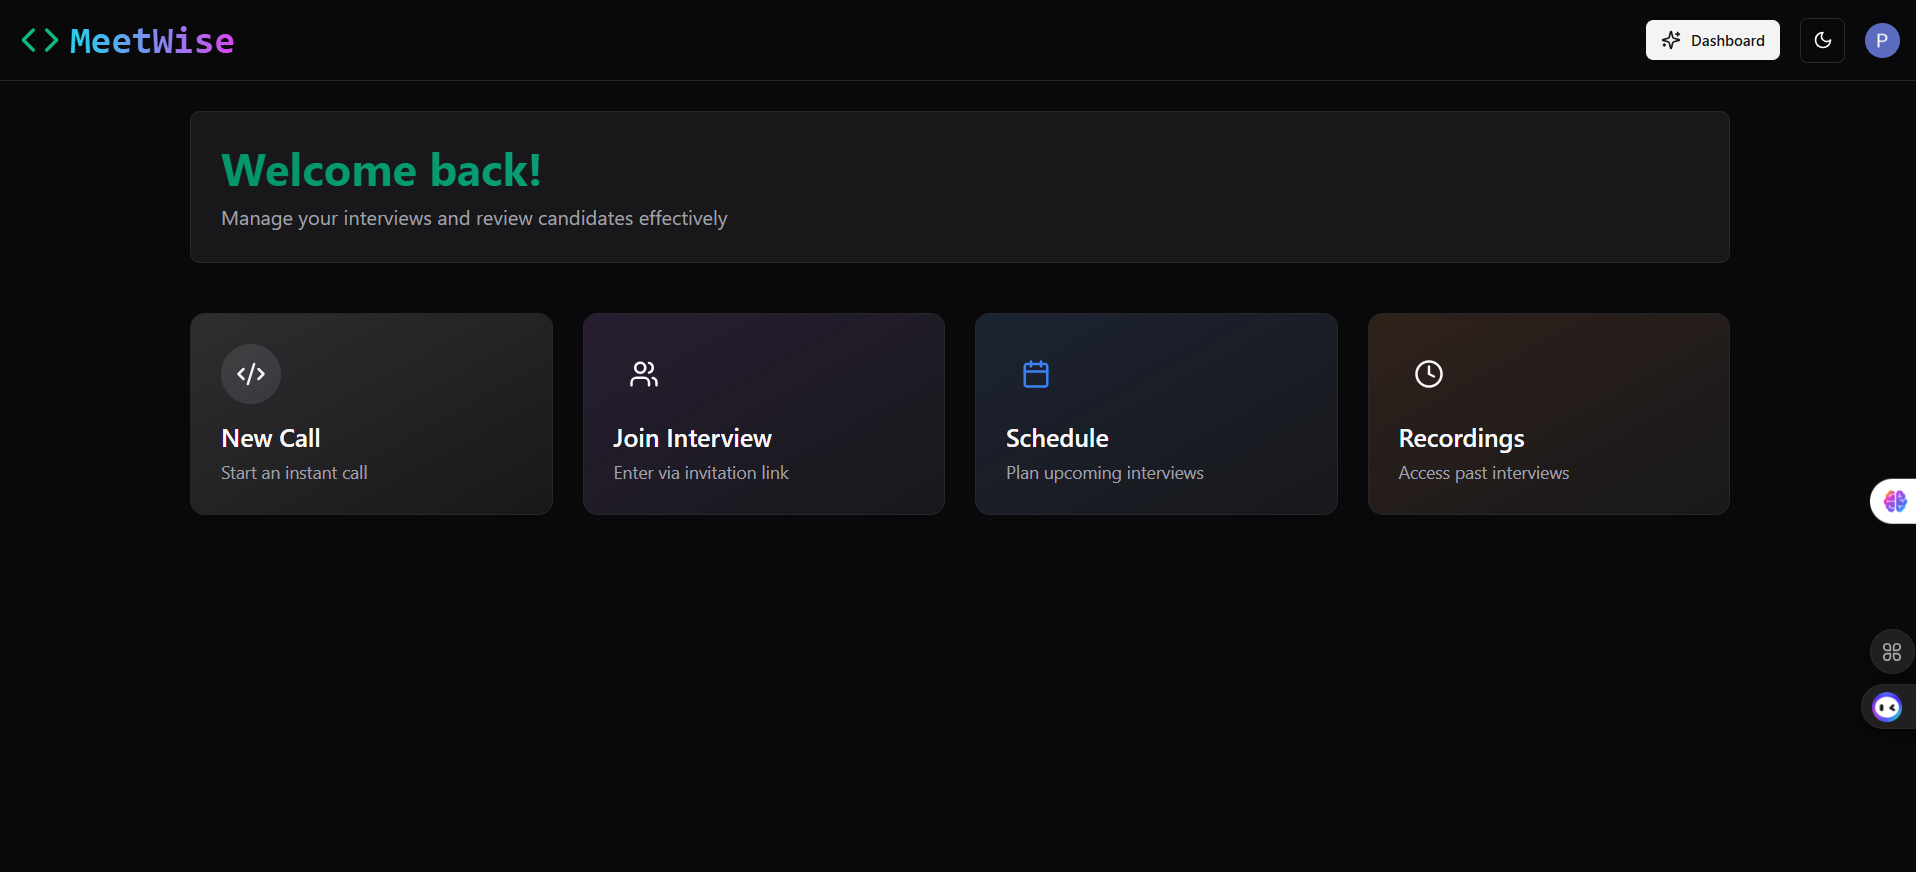 MeetWise
Dashboard
P
Welcome back!
Manage your interviews and review candidates effectively
New Call
Start an instant call
Join Interview
Enter via invitation link
Schedule
Plan upcoming interviews
Recordings
Access past interviews